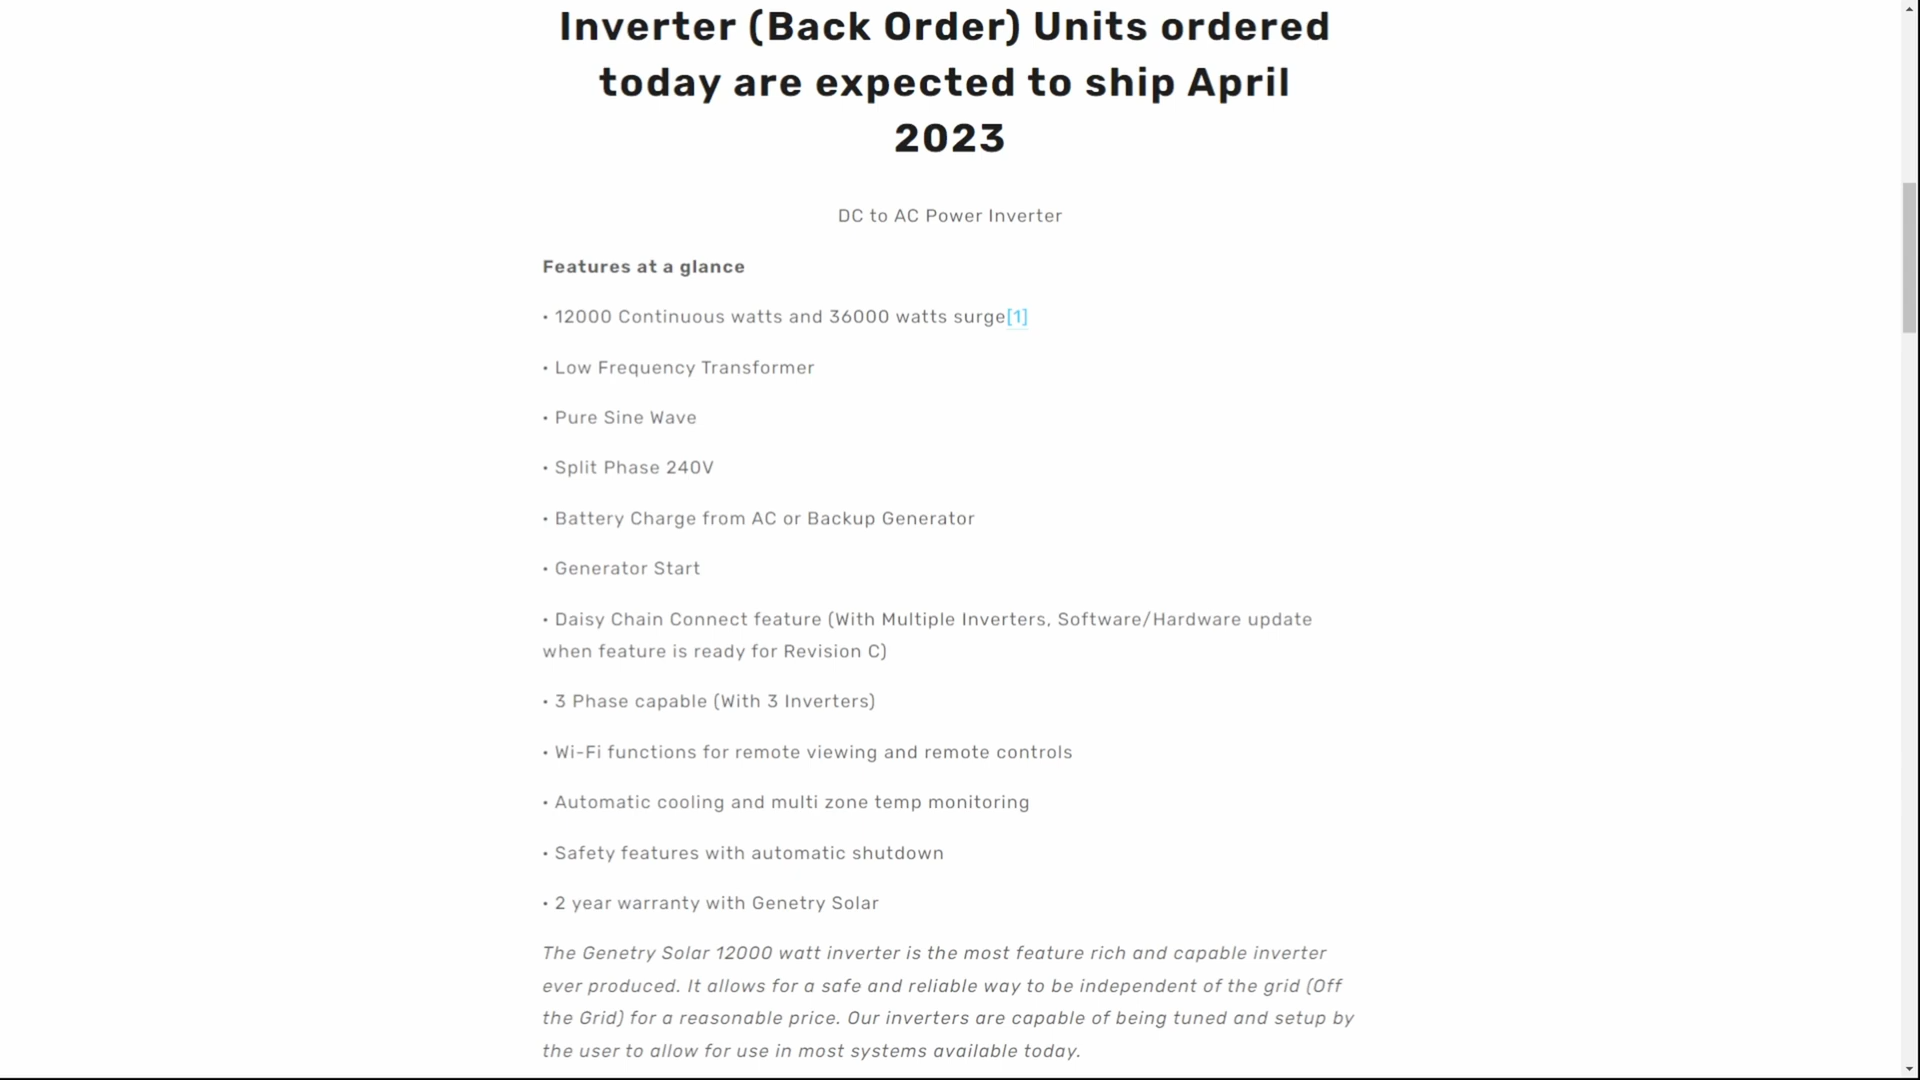 Inverter (Back Order) Units ordered
today are expected to ship April
2023
DC to AC Power Inverter
Features at a glance
• 12000 Continuous watts and 36000 watts surge[1]
• Low Frequency Transformer
• Pure Sine Wave
• Split Phase 240V
• Battery Charge from AC or Backup Generator
• Generator Start
• Daisy Chain Connect feature (With Multiple Inverters, Software/Hardware update
when feature is ready for Revision C)
• 3 Phase capable (With 3 Inverters)
• Wi-Fi functions for remote viewing and remote controls
• Automatic cooling and multi zone temp monitoring
• Safety features with automatic shutdown
• 2 year warranty with Genetry Solar
The Genetry Solar 12000 watt inverter is the most feature rich and capable inverter
ever produced. It allows for a safe and reliable way to be independent of the grid (Off
the Grid) for a reasonable price. Our inverters are capable of being tuned and setup by
the user to allow for use in most systems available today.